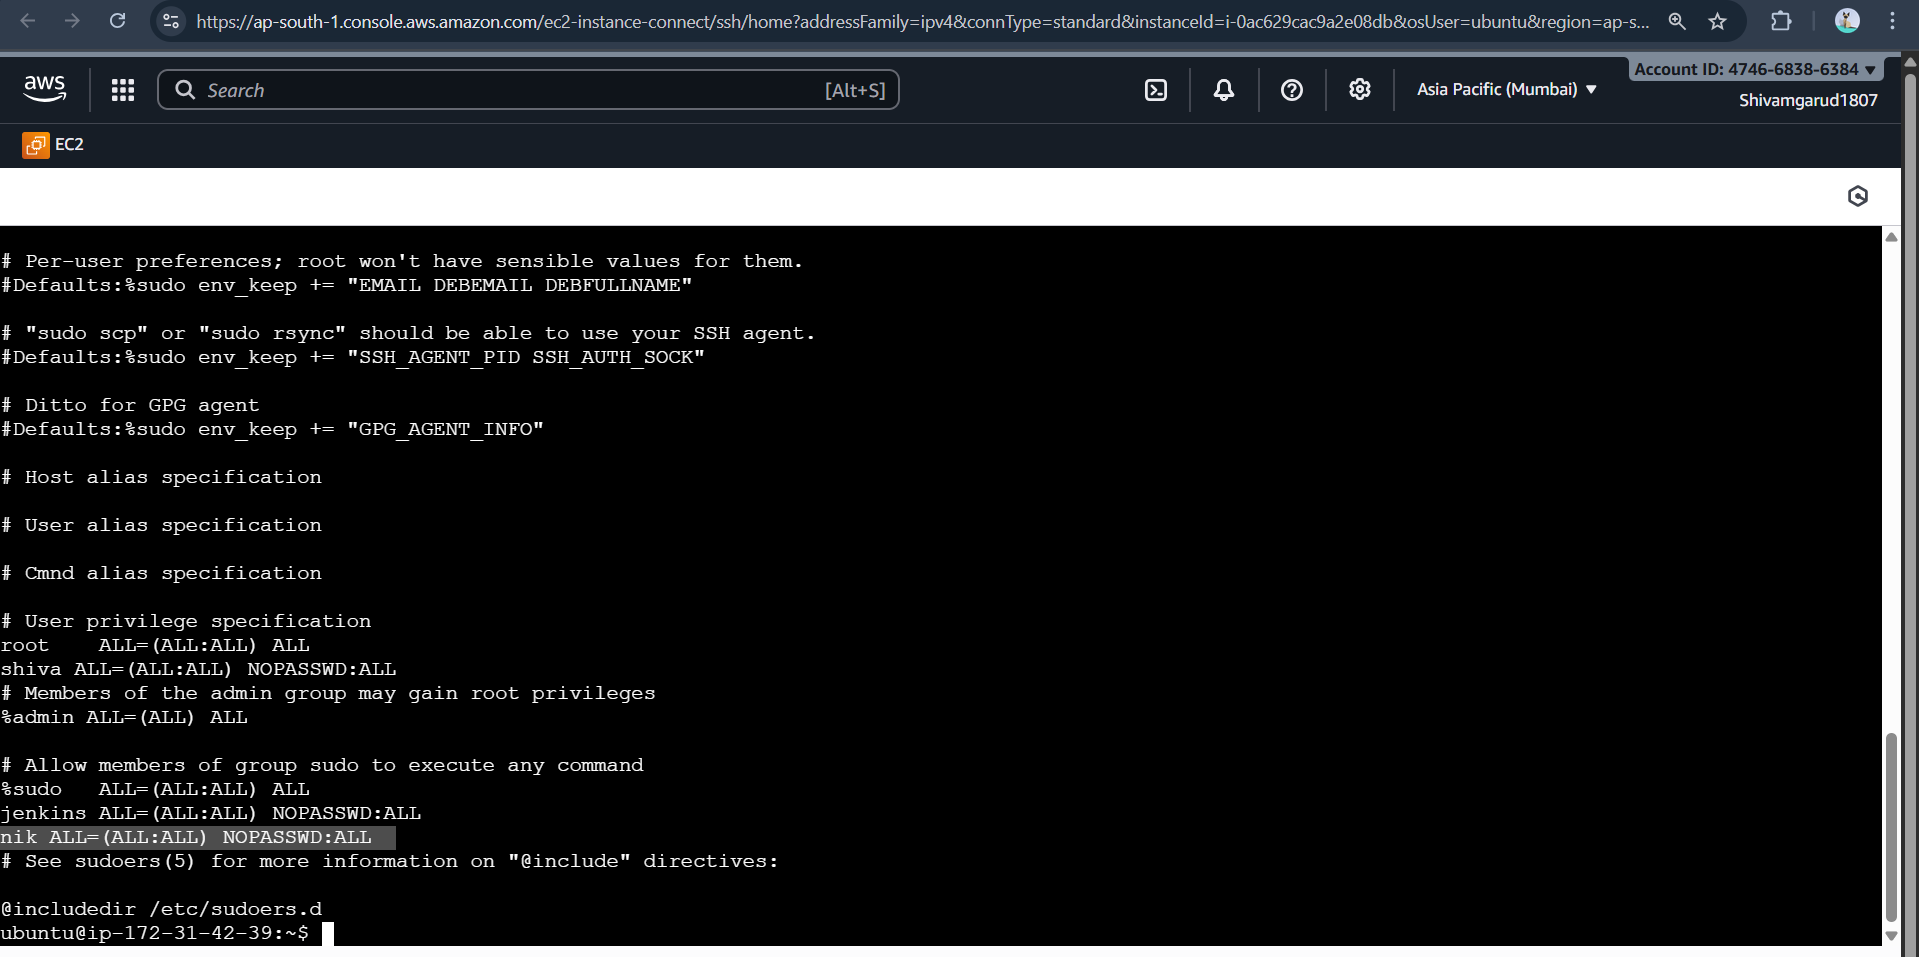 https://ap-south-1.console.aws.amazon.com/ec2-instance-connect/ssh/home?addressFamily=ipv4&connType=standard&instanceId=i-0ac629cac9a2e08db&osUser=ubuntu&region=ap-s...
aws
Search
[Alt+S]
Asia Pacific (Mumbai)
Account ID: 4746-6838-6384
Shivamgarud1807
EC2
# Per-user preferences; root won't have sensible values for them.
#Defaults:%sudo env_keep += "EMAIL DEBEMAIL DEBFULLNAME"
# "sudo scp" or "sudo rsync" should be able to use your SSH agent.
#Defaults:%sudo env_keep += "SSH_AGENT_PID SSH_AUTH_SOCK"
# Ditto for GPG agent
#Defaults:%sudo env_keep += "GPG_AGENT_INFO"
# Host alias specification
# User alias specification
# Cmnd alias specification
# User privilege specification
root    ALL=(ALL:ALL) ALL
shiva ALL=(ALL:ALL) NOPASSWD:ALL
# Members of the admin group may gain root privileges
%admin ALL=(ALL) ALL
# Allow members of group sudo to execute any command
%sudo   ALL=(ALL:ALL) ALL
jenkins ALL=(ALL:ALL) NOPASSWD:ALL
nik ALL=(ALL:ALL) NOPASSWD:ALL
# See sudoers(5) for more information on "@include" directives:
@includedir /etc/sudoers.d
ubuntu@ip-172-31-42-39:~$